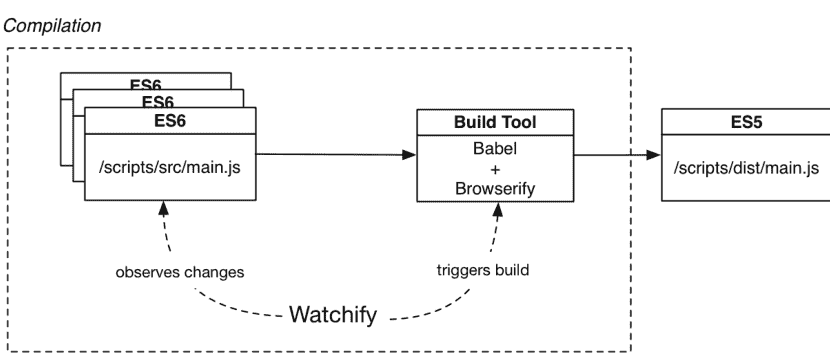 Compilation
ES6
ES6
ES6
/scripts/src/main.js
Build Tool
Babel
+
Browserify
ES5
/scripts/dist/main.js
observes changes
triggers build
Watchify